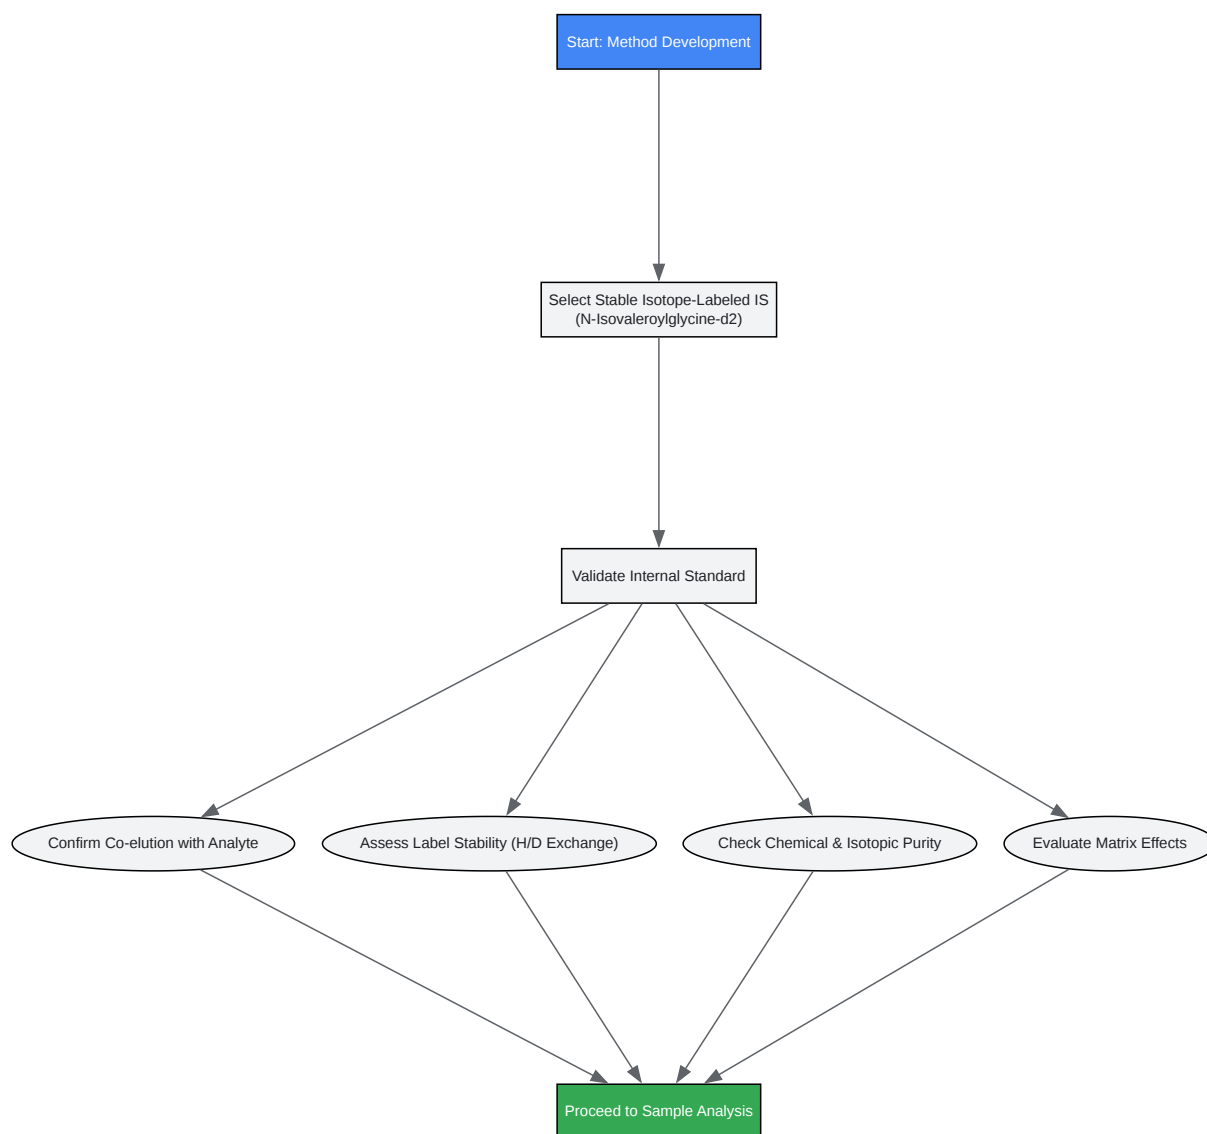 Start: Method Development
Select Stable Isotope-Labeled IS
(N-Isovaleroylglycine-d2)
Validate Internal Standard
Confirm Co-elution with Analyte
Assess Label Stability (H/D Exchange)
Check Chemical & Isotopic Purity
Evaluate Matrix Effects
Proceed to Sample Analysis